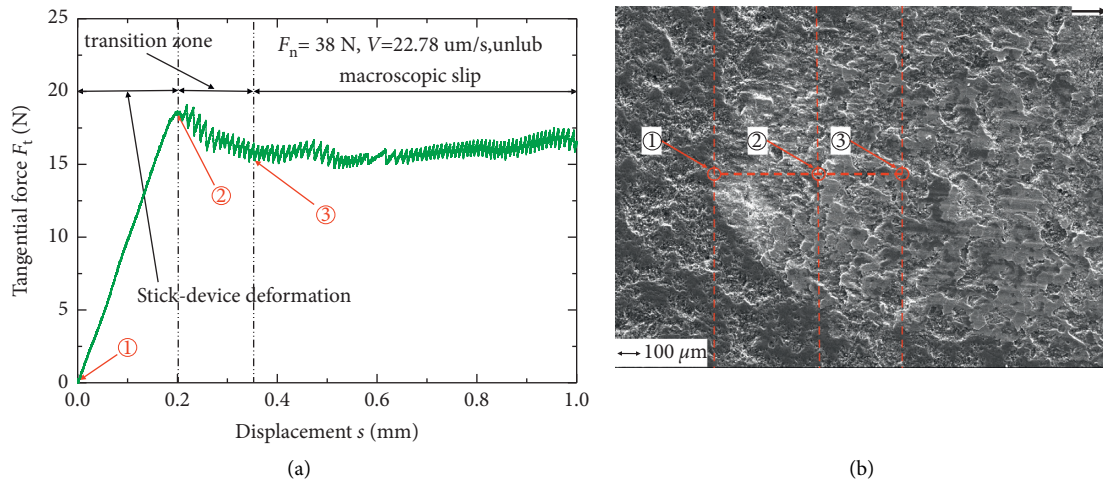 25
20
15
10
5
0
Tangential force Ft (N)
transition zone
Fn= 38 N, V=22.78 um/s,unlub
macroscopic slip
②
③
Stick-device deformation
①
0.0 0.2 0.4 0.6 0.8 1.0
Displacement s (mm)
(a)
① ② ③
100 μm
(b)